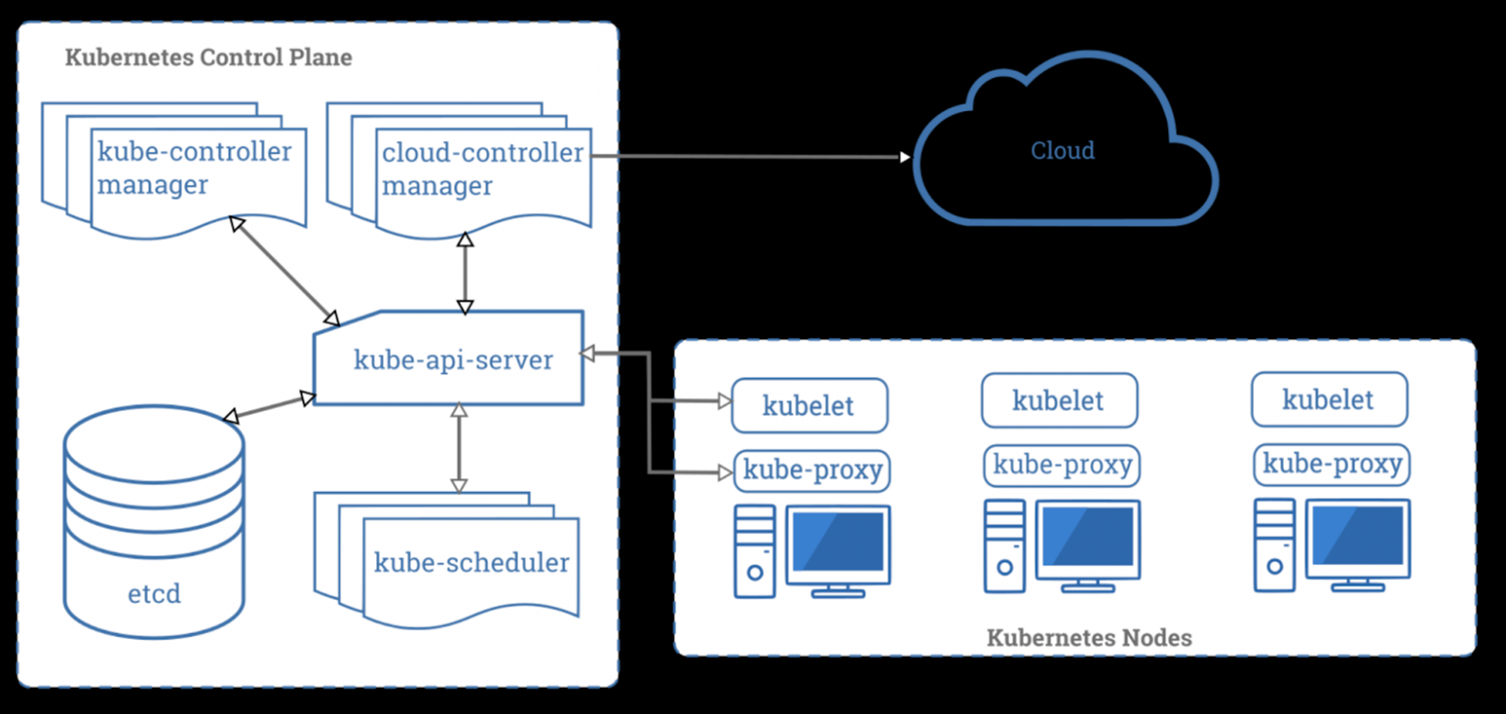 Kubernetes Control Plane
kube-controller
manager
cloud-controller
manager
Cloud
kube-api-server
etcd
kube-scheduler
kubelet
kubelet
kubelet
kube-proxy
kube-proxy
kube-proxy
Kubernetes Nodes